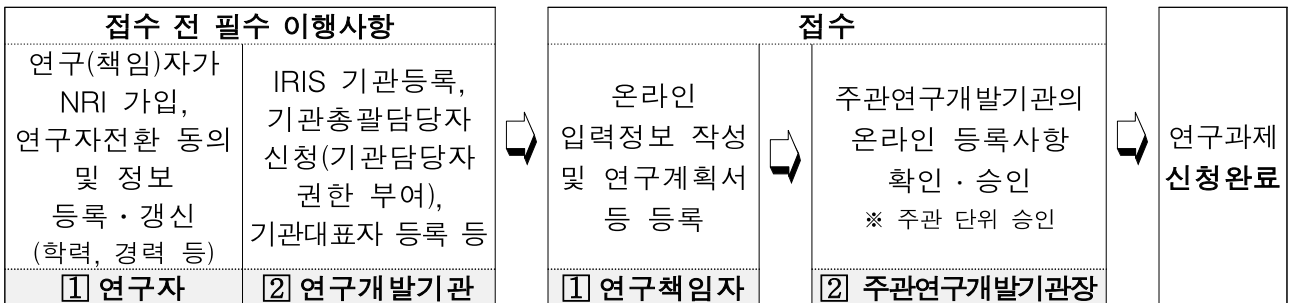 접수 전 필수 이행사항
연구(책임)자가
NRI 가입,
연구자전환 동의
및 정보
등록·갱신
(학력, 경력 등)
1 연구자
IRIS 기관등록,
기관총괄담당자
신청(기관담당자
권한 부여),
기관대표자 등록 등
2 연구개발기관
접수
온라인
입력정보 작성
및 연구계획서
등 등록
1 연구책임자
주관연구개발기관의
온라인 등록사항
확인·승인
※ 주관 단위 승인
2 주관연구개발기관장
연구과제
신청완료